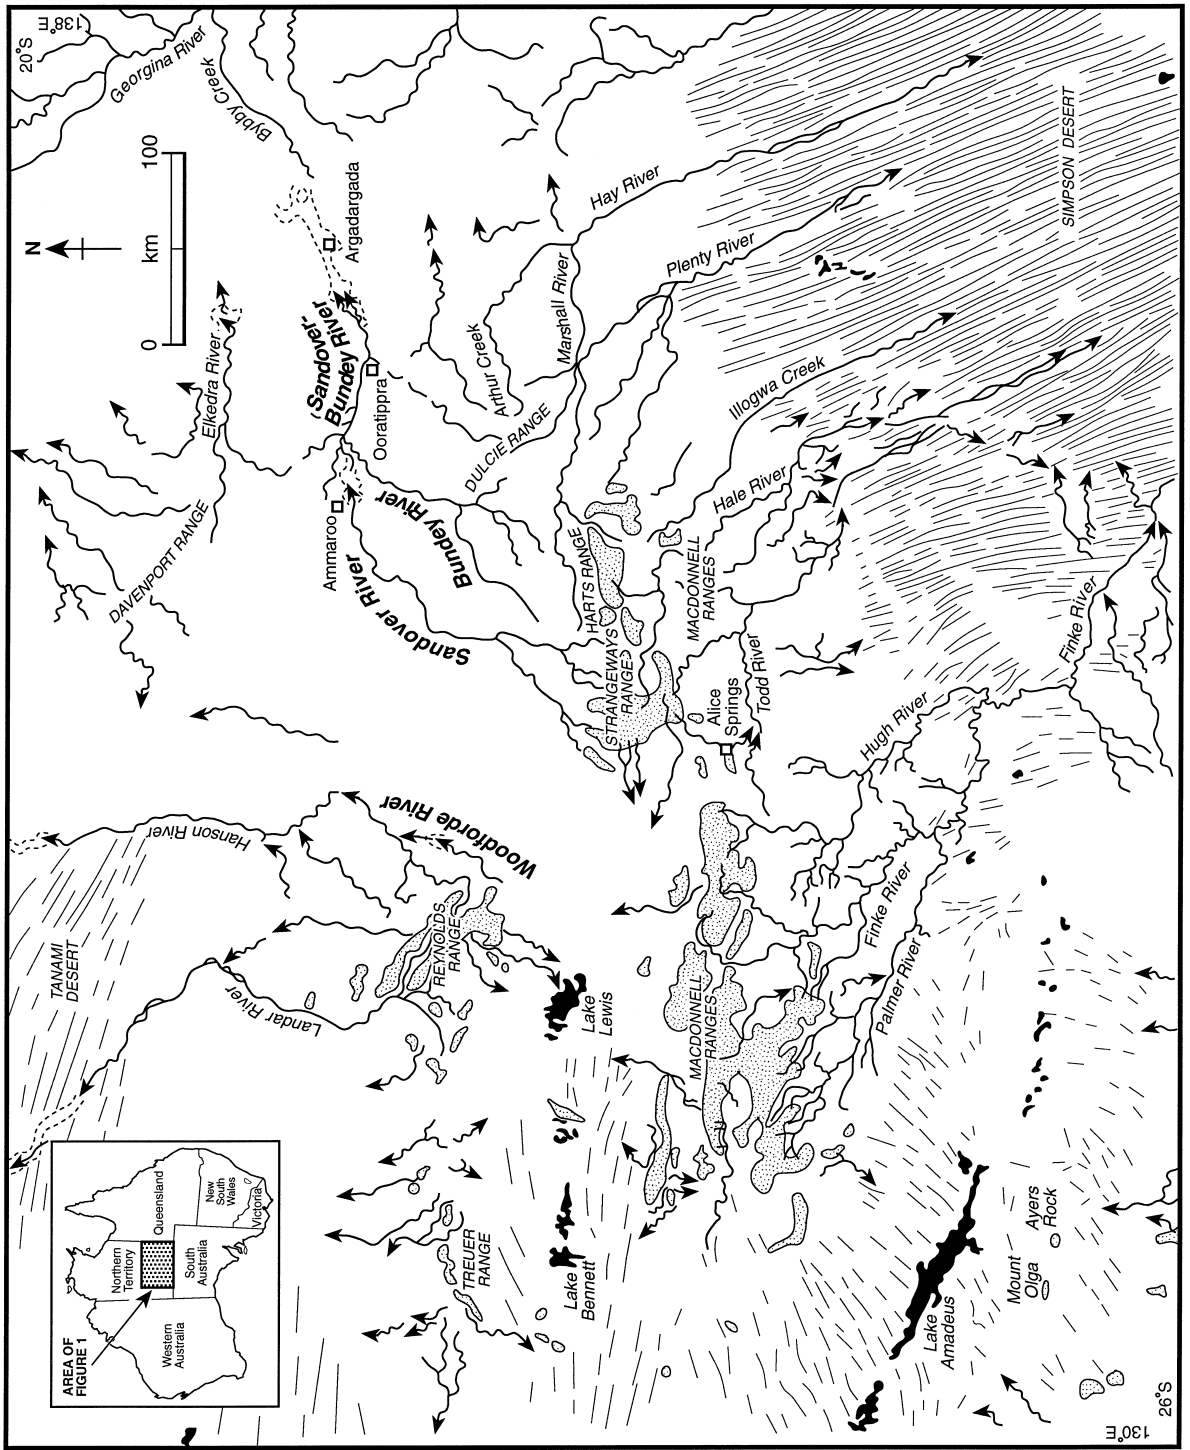 20°S
138°E
Georgina River
Bybby Creek
N
0
km
100
Argadargada
Elkedra River
(Sandover-
Bundey River)
Ooratippra
Ammaroo
DAVENPORT RANGE
Sandover River
Bundey River
DULCIE RANGE
Arthur Creek
Marshall River
Hay River
Plenty River
SIMPSON DESERT
Illogwa Creek
Hale River
HARTS RANGE
MACDONNELL
RANGES
STRANGEWAYS
RANGE
Alice
Springs
Todd River
Hugh River
Finke River
Hanson River
Woodforde River
TANAMI
DESERT
Landar River
REYNOLDS
RANGE
Lake
Lewis
MACDONNELL
RANGES
Finke River
Palmer River
TREUER
RANGE
Lake
Bennett
Lake
Amadeus
Mount
Olga
Ayers
Rock
AREA OF
FIGURE 1
Western
Australia
Northern
Territory
South
Australia
Queensland
New
South
Wales
Victoria
130°E
26°S